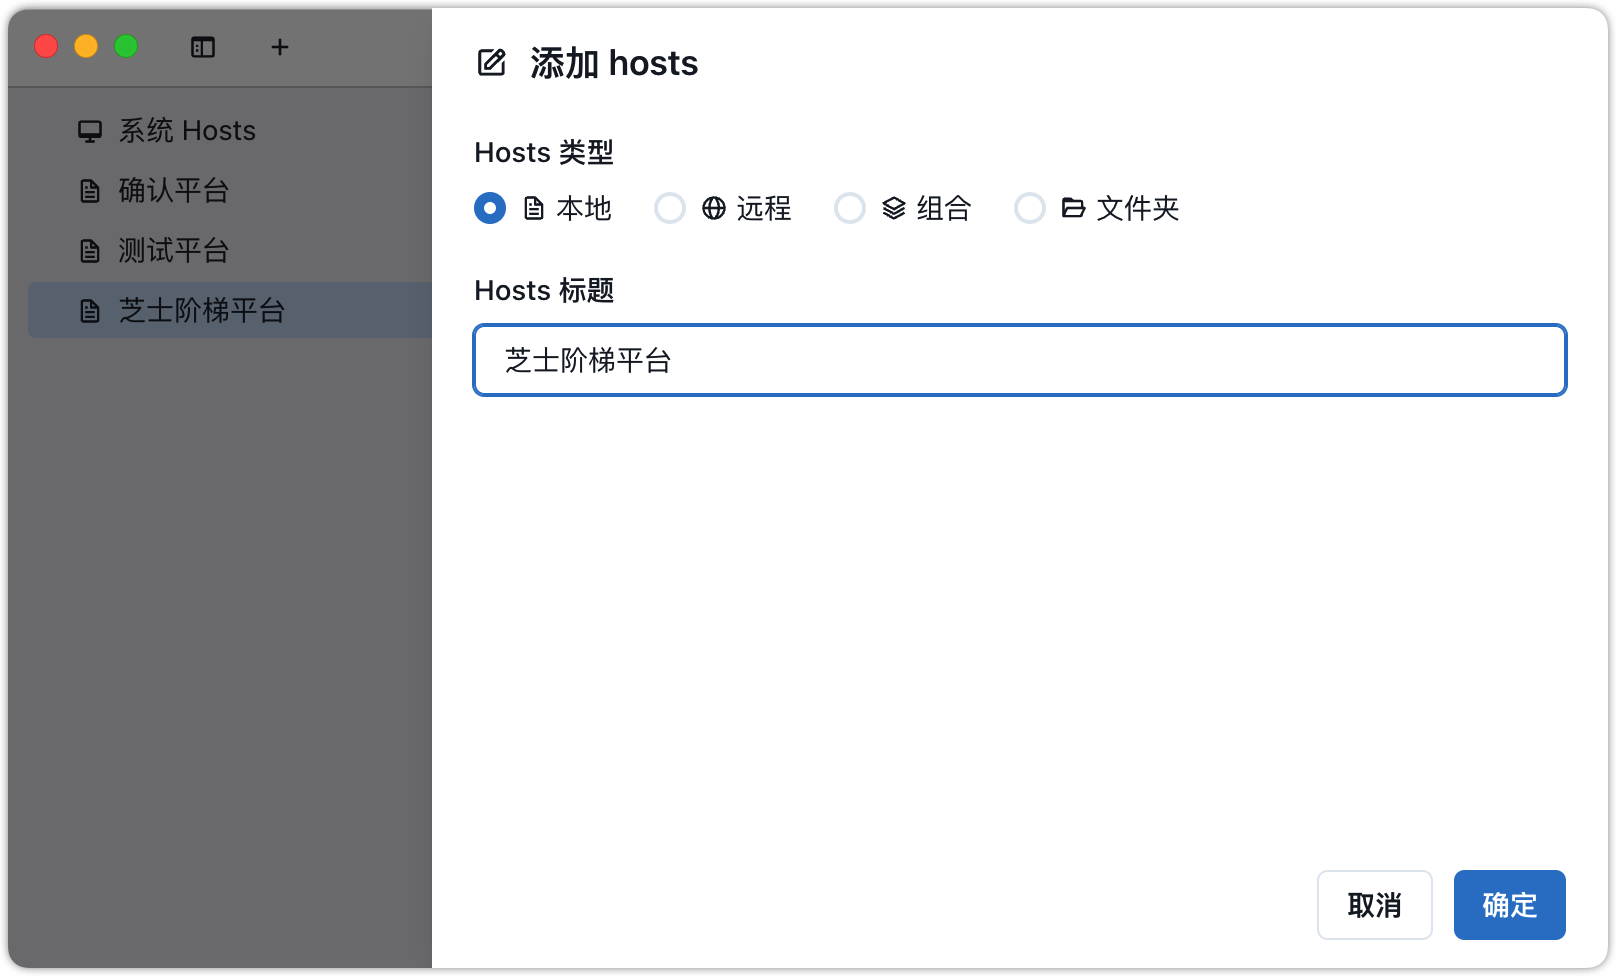 系统 Hosts
确认平台
测试平台
芝士阶梯平台
添加 hosts
Hosts 类型
本地 远程 组合 文件夹
Hosts 标题
芝士阶梯平台
取消 确定